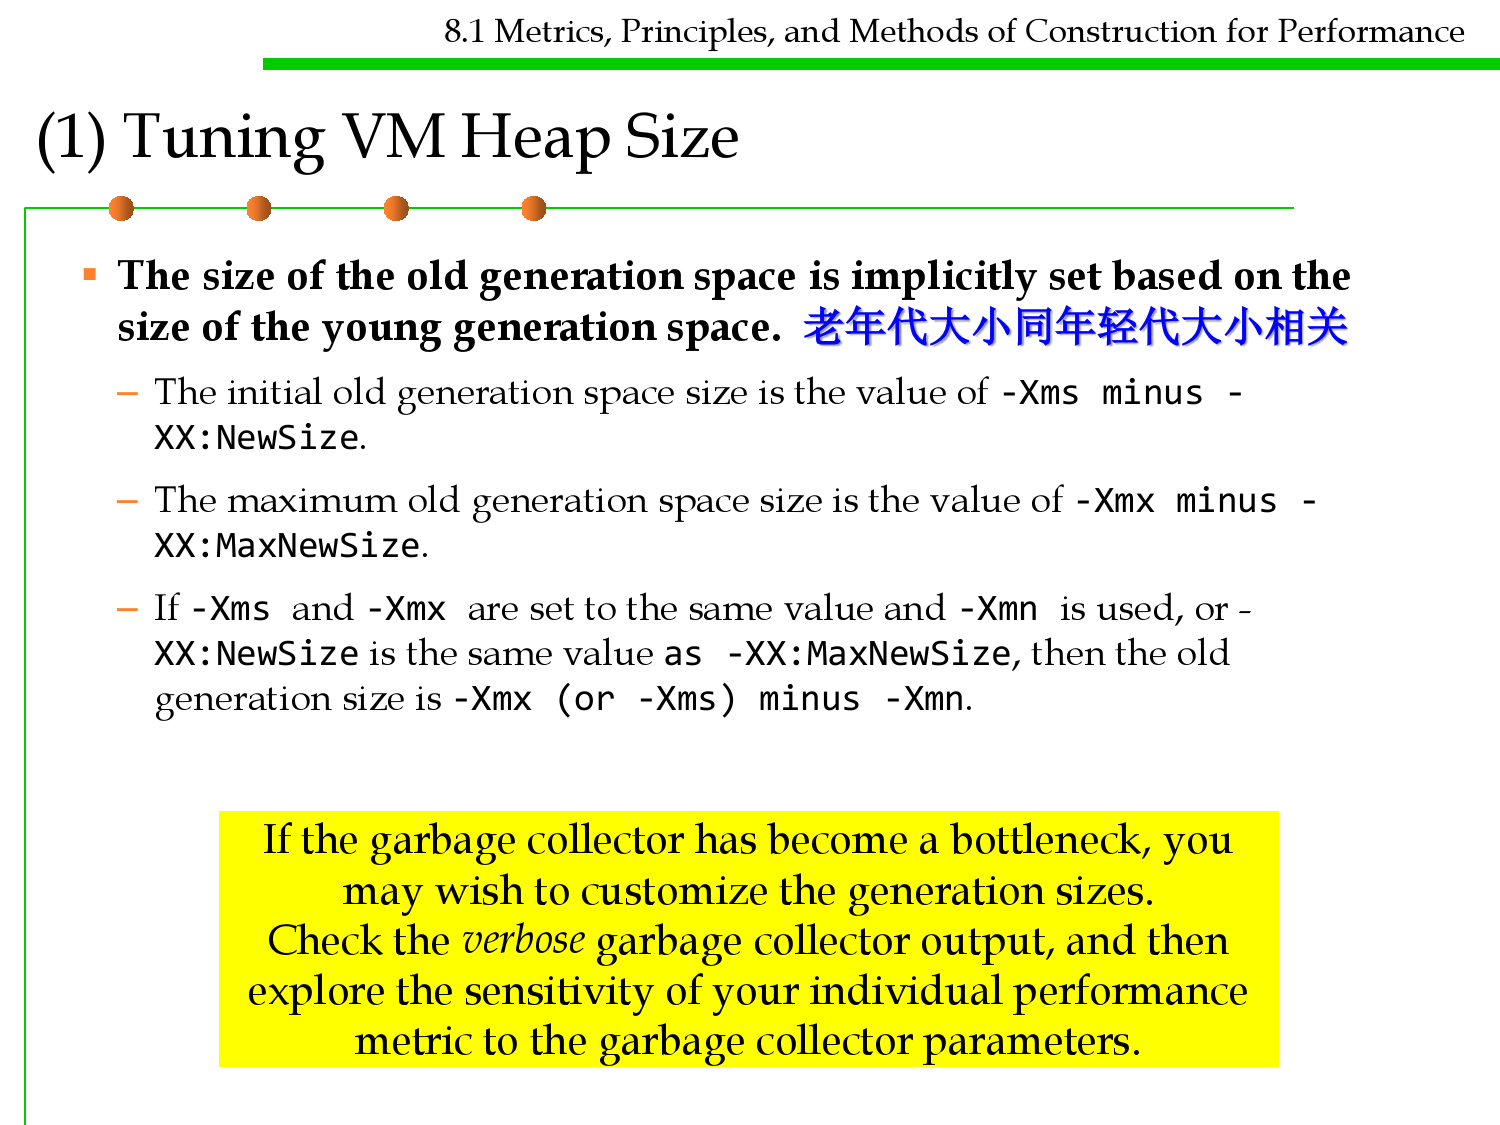 8.1 Metrics, Principles, and Methods of Construction for Performance
(1) Tuning VM Heap Size
▪ The size of the old generation space is implicitly set based on the
size of the young generation space. 老年代大小同年轻代大小相关
– The initial old generation space size is the value of -Xms minus -
XX:NewSize.
– The maximum old generation space size is the value of -Xmx minus -
XX:MaxNewSize.
– If -Xms and -Xmx are set to the same value and -Xmn is used, or -
XX:NewSize is the same value as -XX:MaxNewSize, then the old
generation size is -Xmx (or -Xms) minus -Xmn.
If the garbage collector has become a bottleneck, you
may wish to customize the generation sizes.
Check the verbose garbage collector output, and then
explore the sensitivity of your individual performance
metric to the garbage collector parameters.